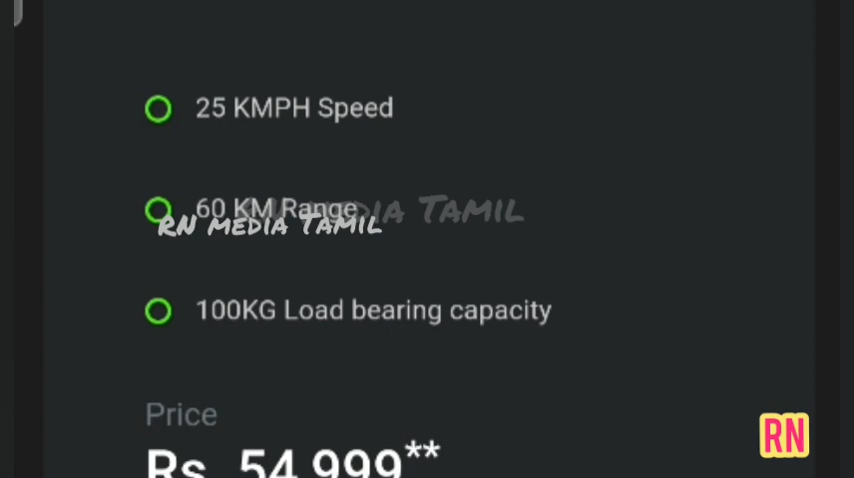 25 KMPH Speed
60 KM Range
RN MEDIA TAMIL
RN MEDIA TAMIL
100KG Load bearing capacity
Price
Rs. 54,999**
RN